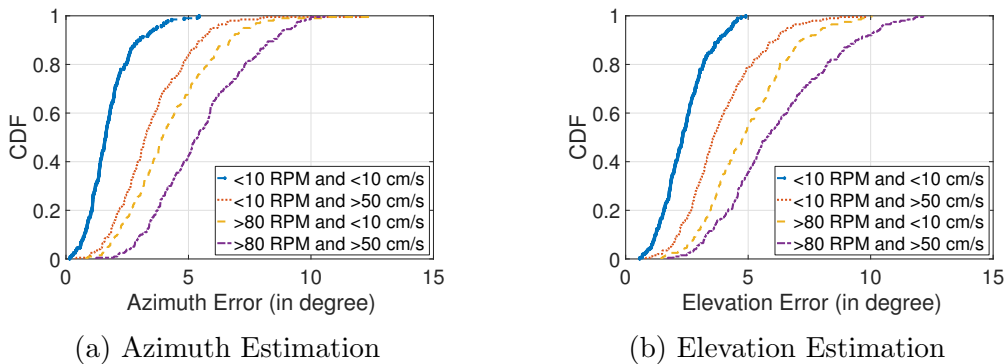 1
0.8
0.6
0.4
0.2
0
CDF
<10 RPM and <10 cm/s
<10 RPM and >50 cm/s
>80 RPM and <10 cm/s
>80 RPM and >50 cm/s
0 5 10 15
Azimuth Error (in degree)
(a) Azimuth Estimation
1
0.8
0.6
0.4
0.2
0
CDF
<10 RPM and <10 cm/s
<10 RPM and >50 cm/s
>80 RPM and <10 cm/s
>80 RPM and >50 cm/s
0 5 10 15
Elevation Error (in degree)
(b) Elevation Estimation